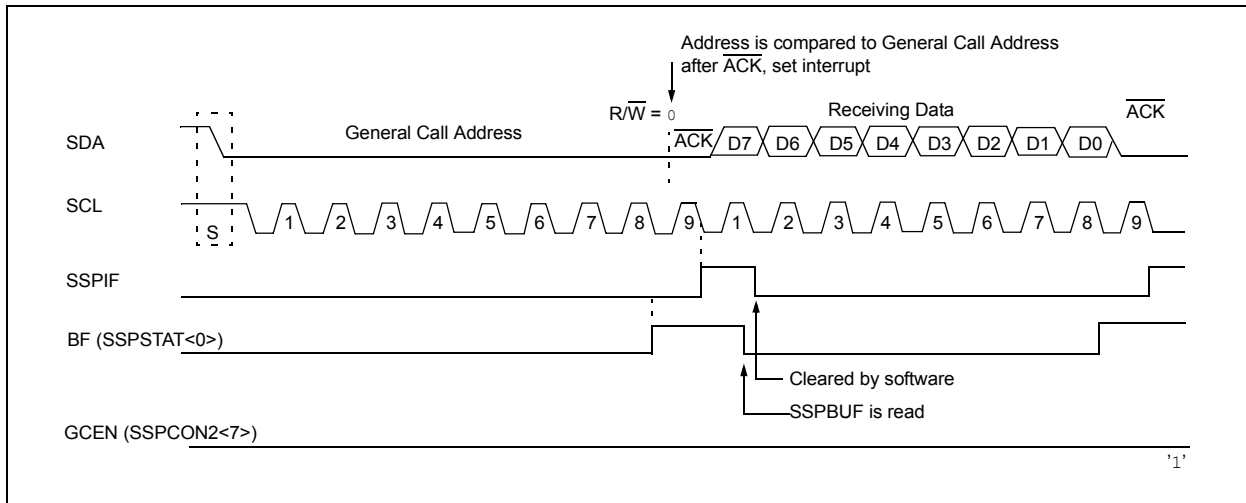 Address is compared to General Call Address
after ACK, set interrupt
R/W = 0
Receiving Data
ACK
SDA
General Call Address
ACK
D7 D6 D5 D4 D3 D2 D1 D0
SCL
S
1 2 3 4 5 6 7 8 9 1 2 3 4 5 6 7 8 9
SSPIF
BF (SSPSTAT<0>)
Cleared by software
SSPBUF is read
GCEN (SSPCON2<7>)
'1'